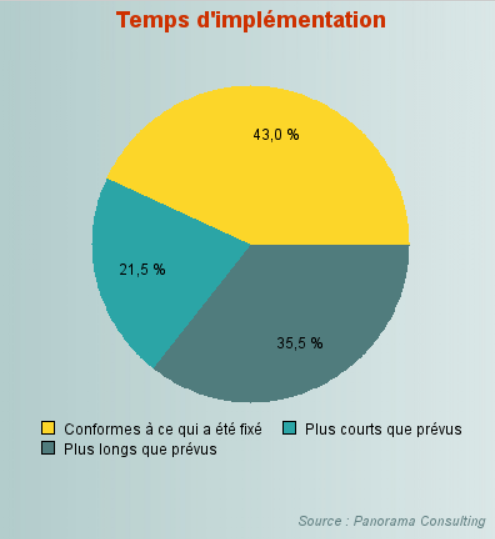 Temps d'implémentation
43,0 %
21,5 %
35,5 %
Conformes à ce qui a été fixé
Plus courts que prévus
Plus longs que prévus
Source : Panorama Consulting